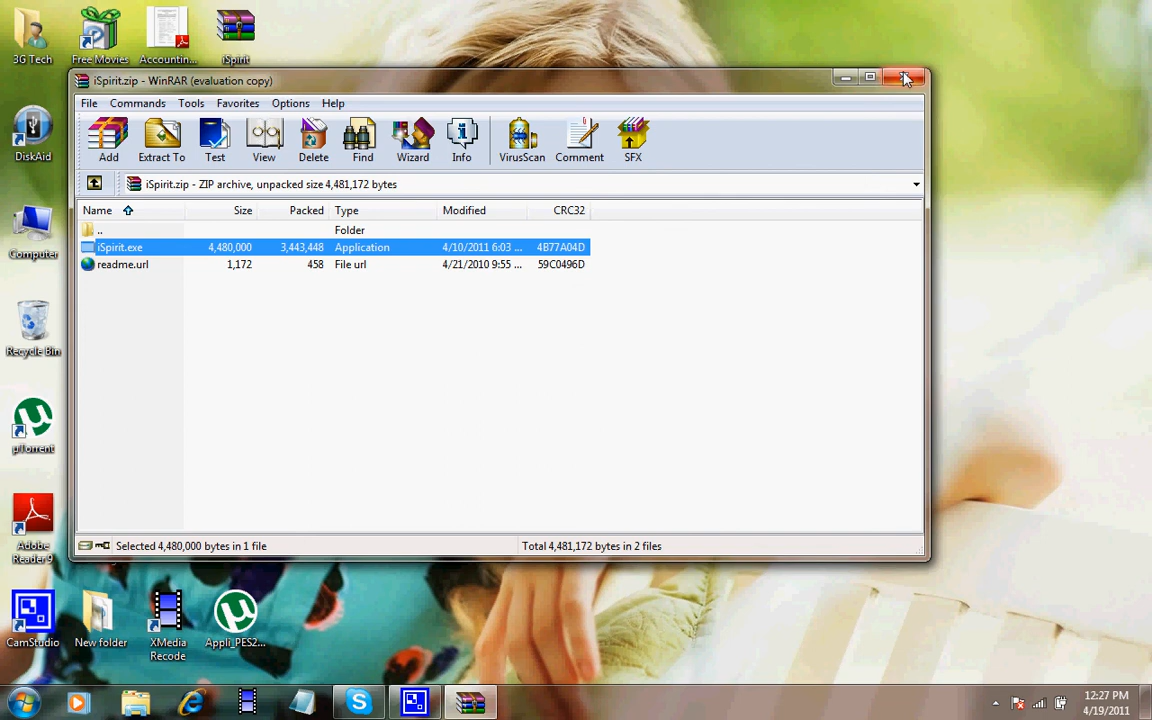 3G Tech
Free Movies
Accountin...
iSpirit
iSpirit.zip - WinRAR (evaluation copy)
File Commands Tools Favorites Options Help
Add Extract To Test View Delete Find Wizard Info VirusScan Comment SFX
iSpirit.zip - ZIP archive, unpacked size 4,481,172 bytes
Name Size Packed Type Modified CRC32
.. Folder
iSpirit.exe 4,480,000 3,443,448 Application 4/10/2011 6:03 ... 4B77A04D
readme.url 1,172 458 File url 4/21/2010 9:55 ... 59C0496D
Selected 4,480,000 bytes in 1 file
Total 4,481,172 bytes in 2 files
DiskAid
Computer
Recycle Bin
µTorrent
Adobe
Reader 9
CamStudio
New folder
XMedia
Recode
Appli_PES2...
12:27 PM
4/19/2011